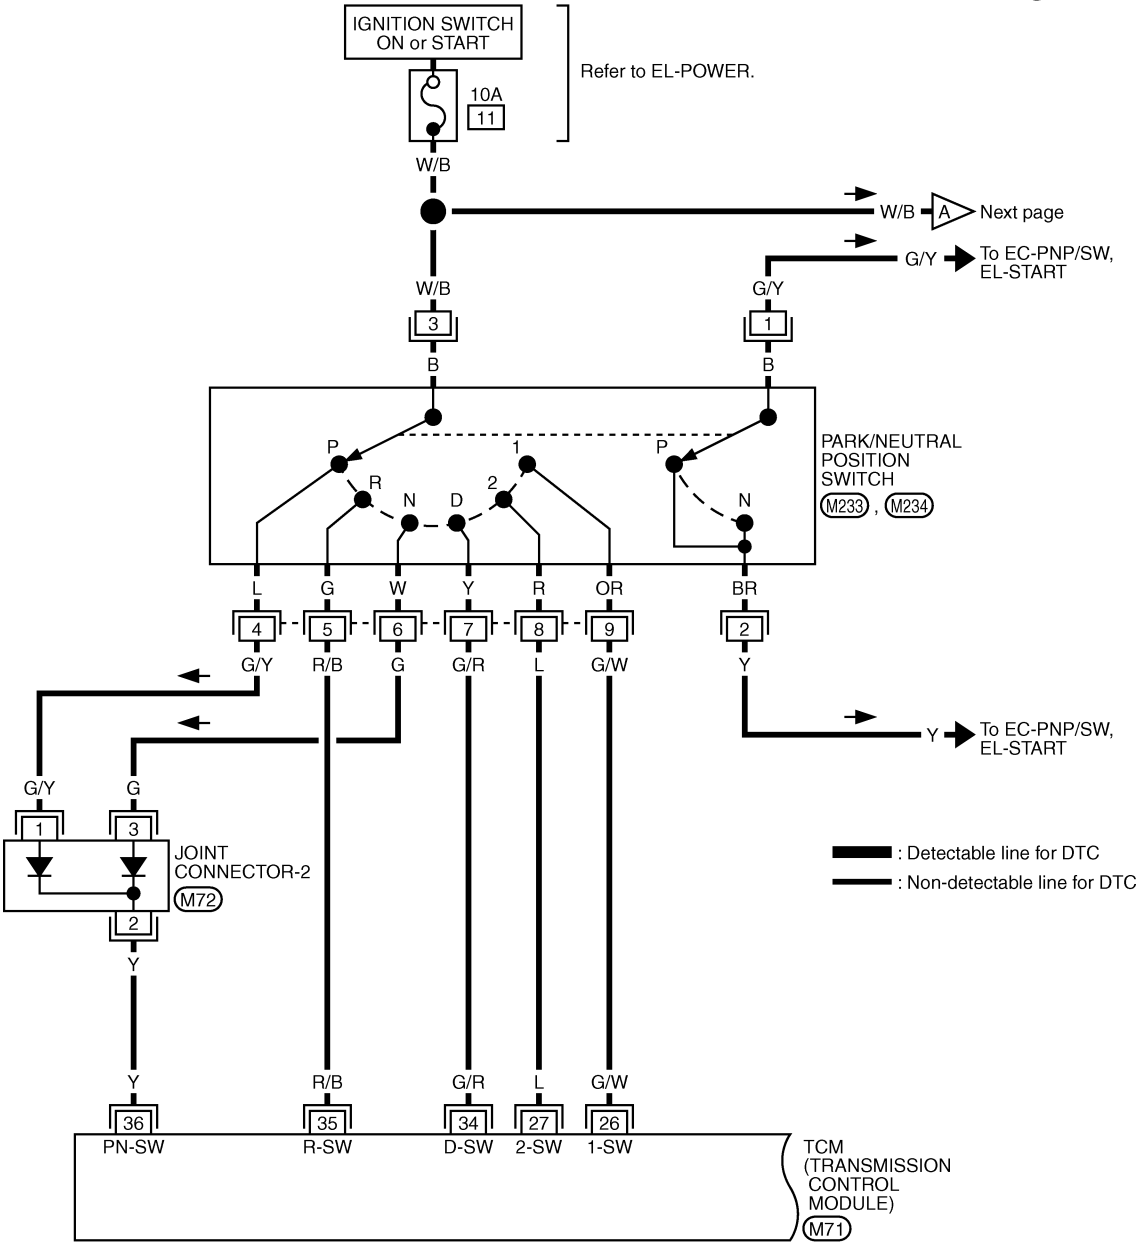 IGNITION SWITCH
ON or START
Refer to EL-POWER.
10A
11
W/B
W/B
A
Next page
G/Y
To EC-PNP/SW,
EL-START
W/B
G/Y
3
1
B
B
P
R
N
D
2
1
P
N
PARK/NEUTRAL
POSITION
SWITCH
M233 , M234
L
G
W
Y
R
OR
BR
4
5
6
7
8
9
2
G/Y
R/B
G
G/R
L
G/W
Y
Y
To EC-PNP/SW,
EL-START
G/Y
G
1
3
JOINT
CONNECTOR-2
M72
2
Y
: Detectable line for DTC
: Non-detectable line for DTC
Y
R/B
G/R
L
G/W
36
35
34
27
26
PN-SW
R-SW
D-SW
2-SW
1-SW
TCM
(TRANSMISSION
CONTROL
MODULE)
M71